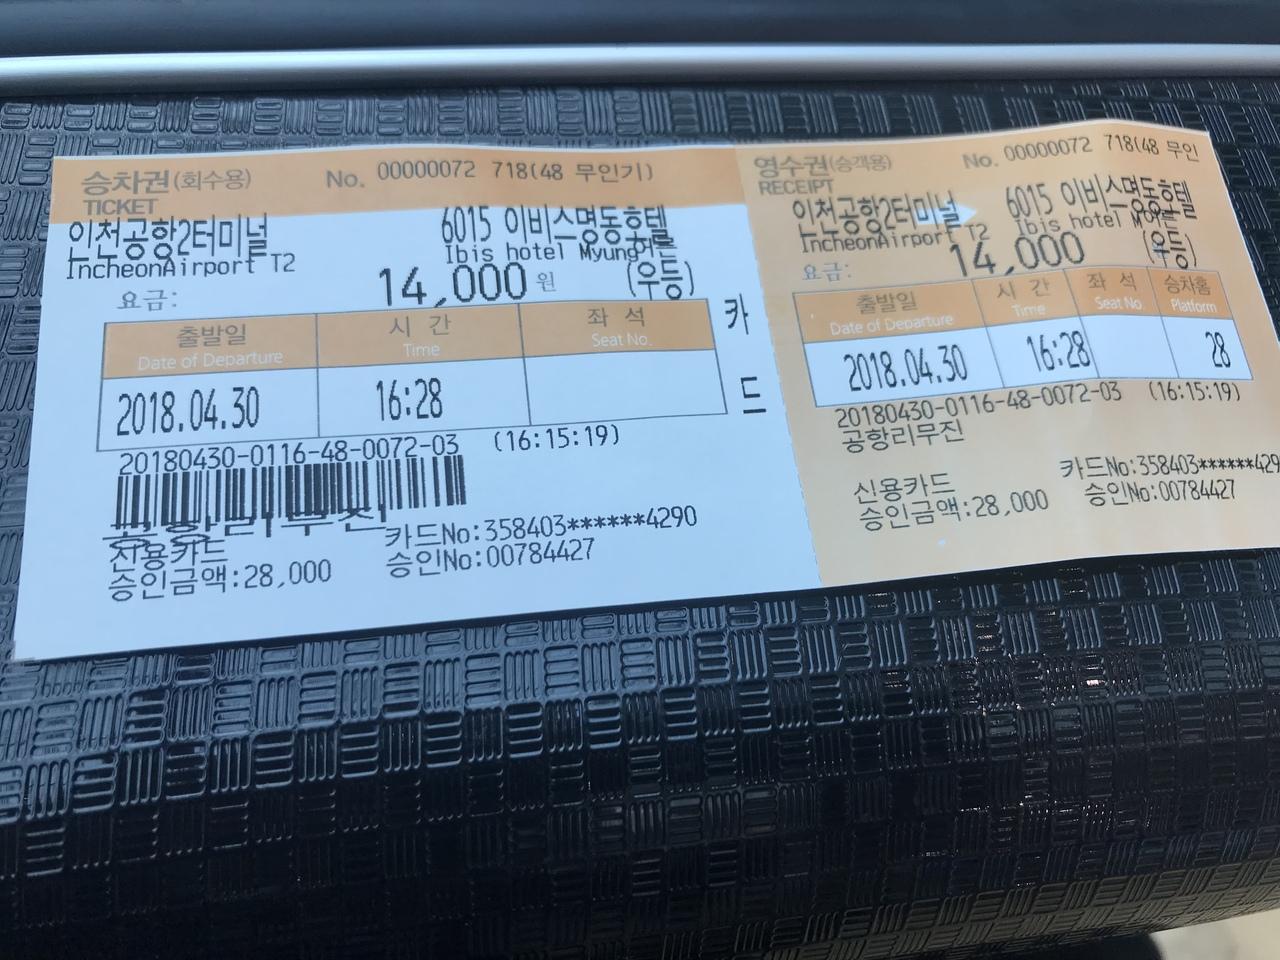 승차권(회수용) No. 00000072 718(48 무인기)
TICKET
인천공항2터미널 6015 이비스명동호텔
IncheonAirport T2 Ibis hotel Myung
요금: 14,000 원 (우등)
출발일 시 간 좌 석
Date of Departure Time Seat No.
2018.04.30 16:28
카
드
20180430-0116-48-0072-03 (16:15:19)
공항리무진
신용카드 카드No:358403******4290
승인금액:28,000 승인No:00784427
영수권(승객용) No. 00000072 718(48 무인
RECEIPT
인천공항2터미널 6015 이비스명동호텔
IncheonAirport T2 Ibis hotel
요금: 14,000 (우등)
출발일 시 간 좌 석 승차홈
Date of Departure Time Seat No. Platform
2018.04.30 16:28 28
20180430-0116-48-0072-03 (16:15:19)
공항리무진
신용카드 카드No:358403******429
승인금액:28,000 승인No:00784427